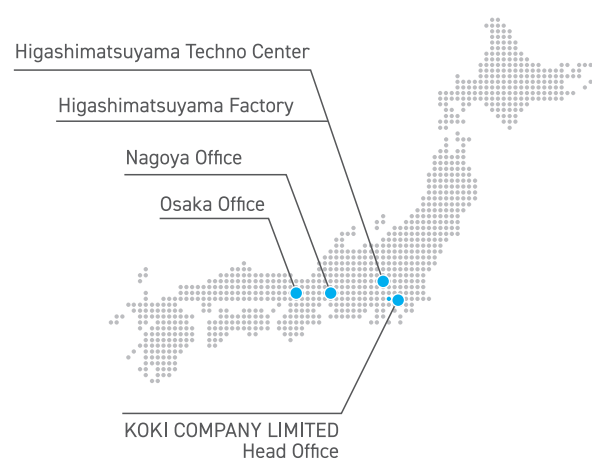 Higashimatsuyama Techno Center
Higashimatsuyama Factory
Nagoya Office
Osaka Office
KOKI COMPANY LIMITED
Head Office